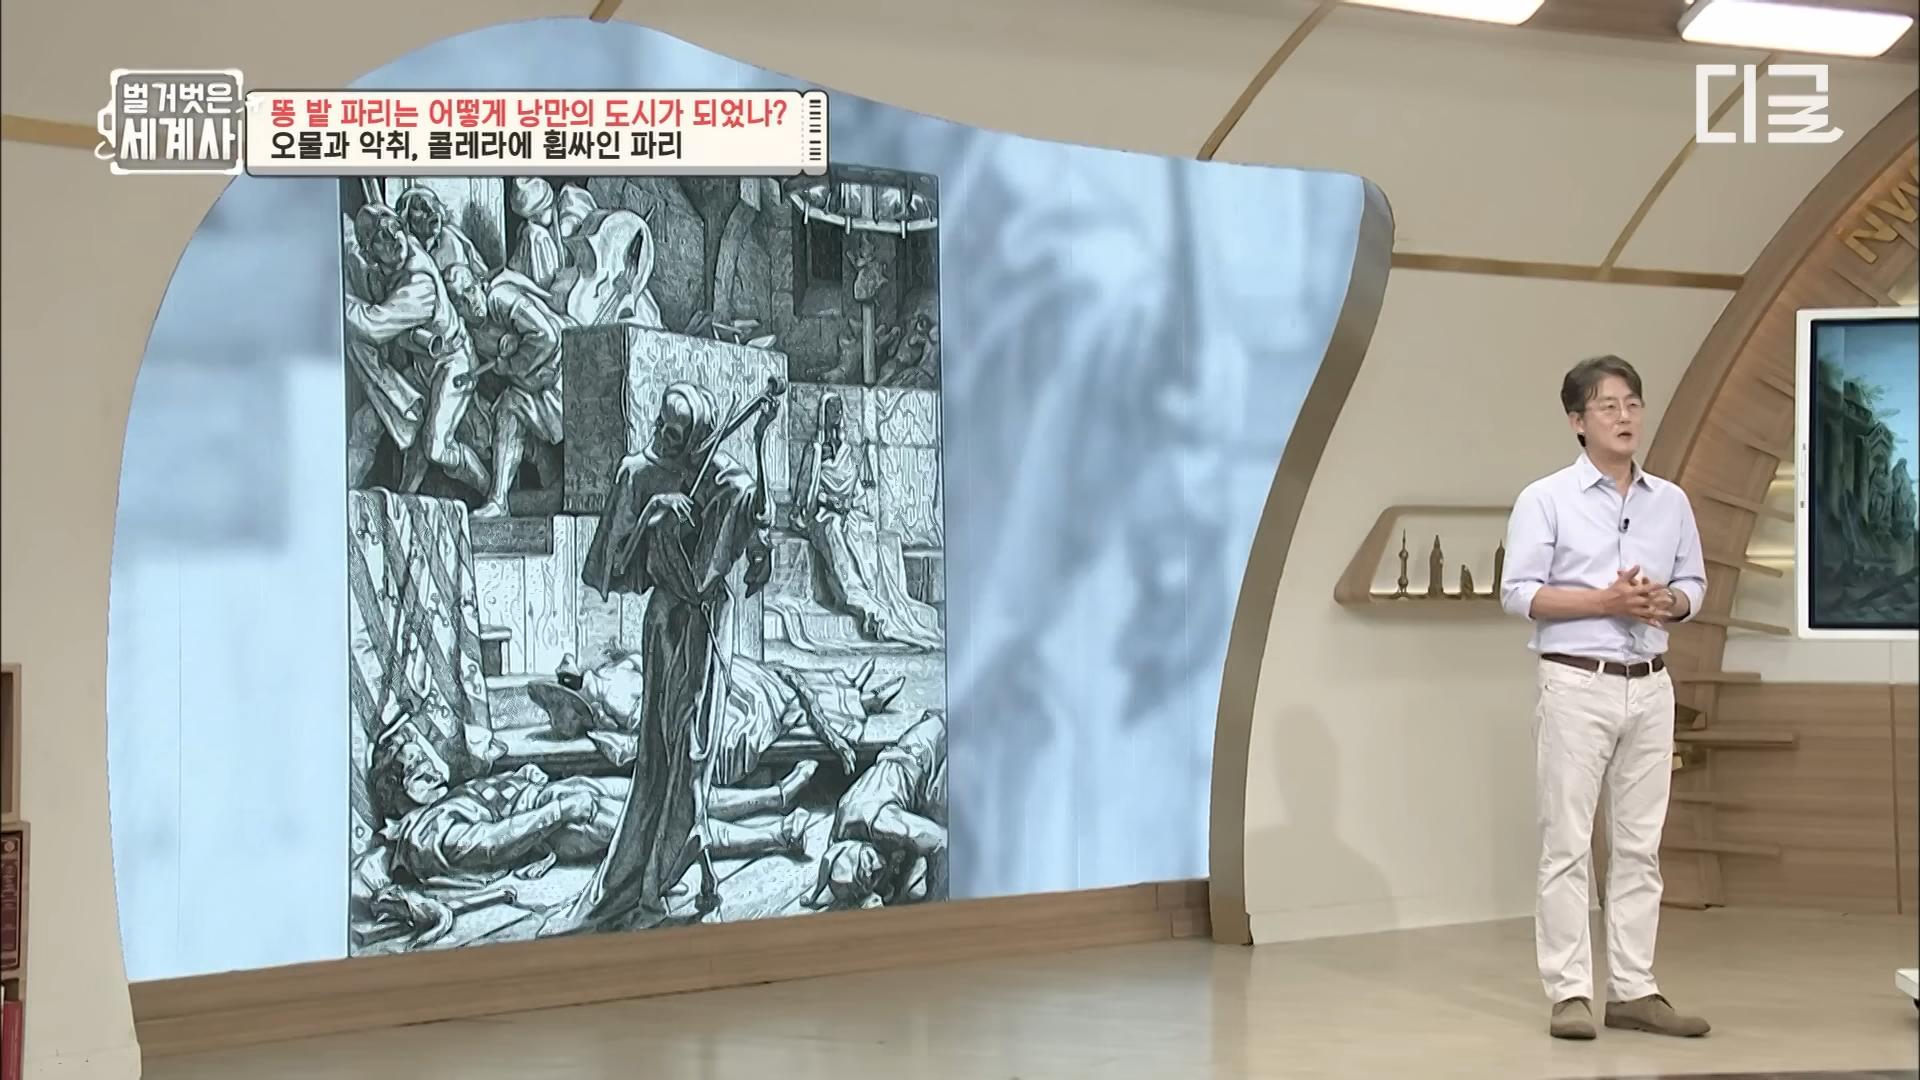 벌거벗은
세계사
똥 밭 파리는 어떻게 낭만의 도시가 되었나?
오물과 악취, 콜레라에 휩싸인 파리
디글